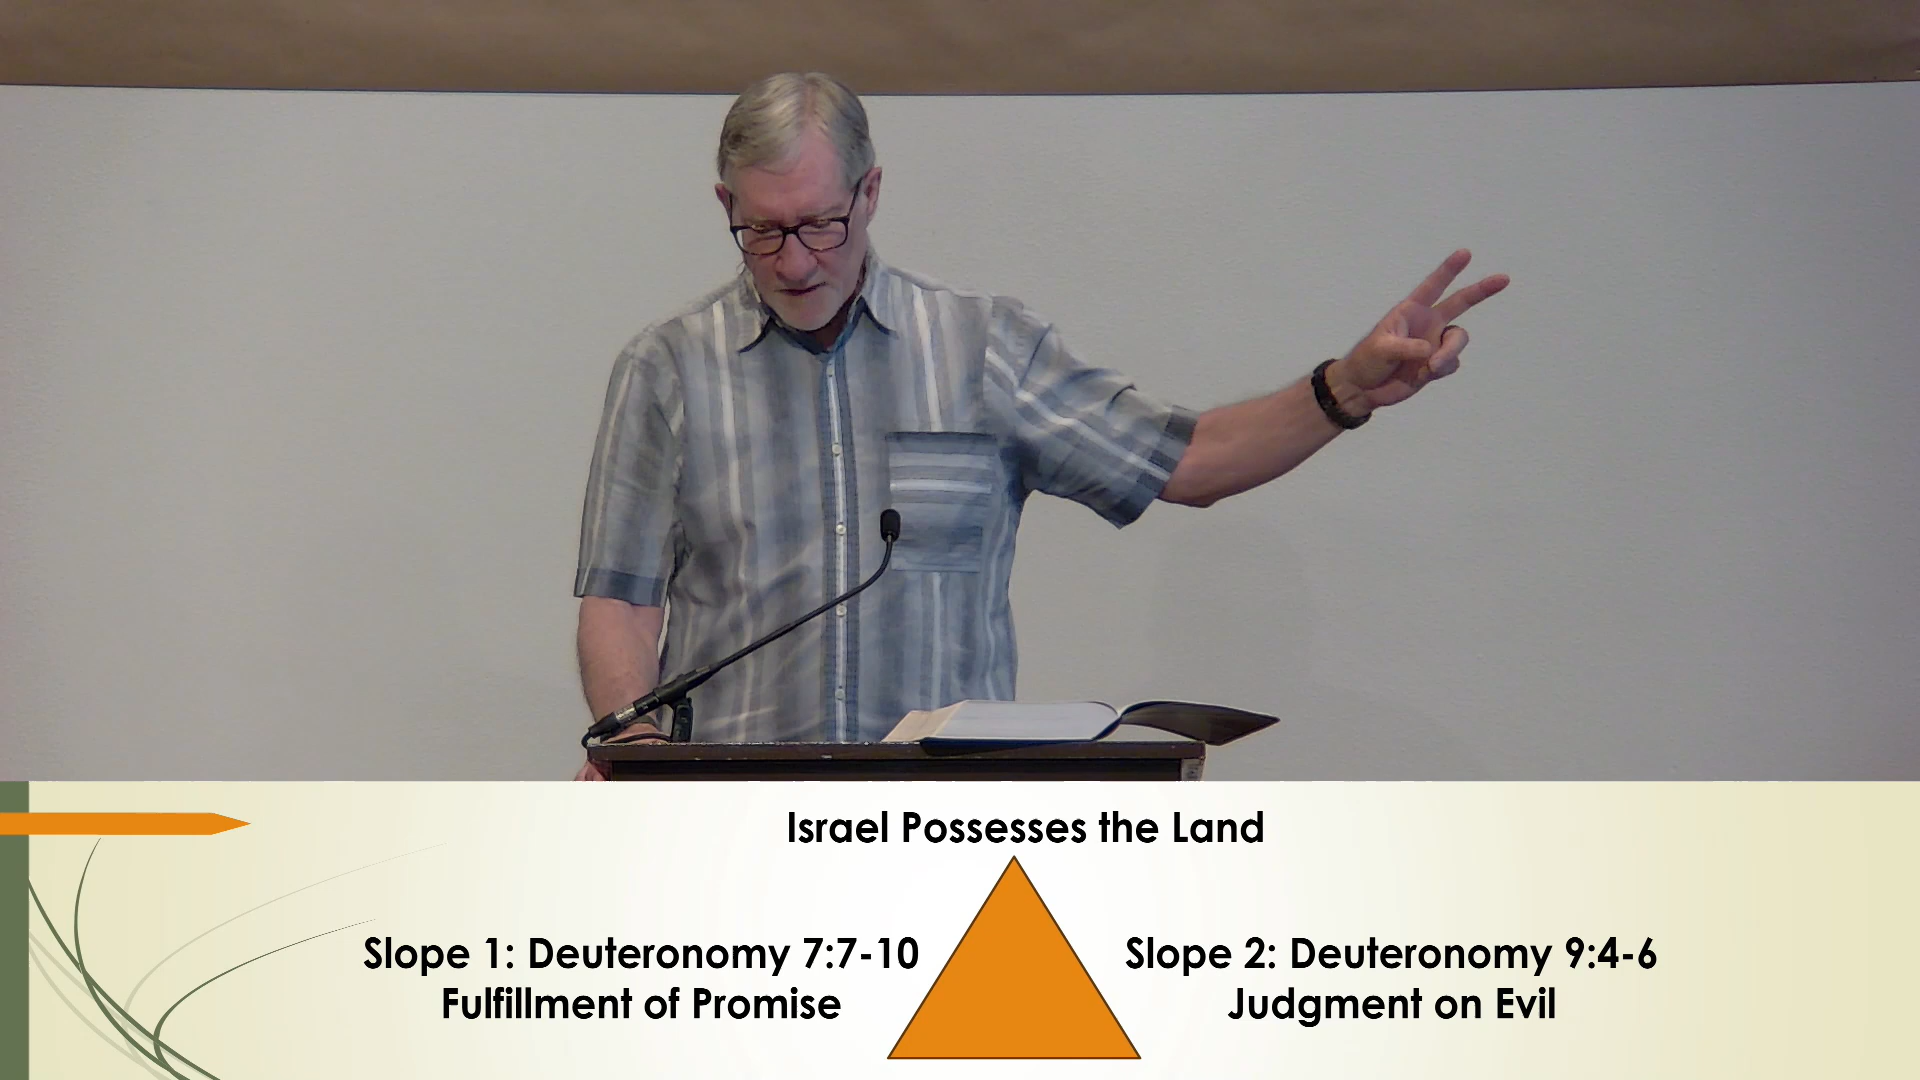 Israel Possesses the Land
Slope 1: Deuteronomy 7:7-10
Fulfillment of Promise
Slope 2: Deuteronomy 9:4-6
Judgment on Evil